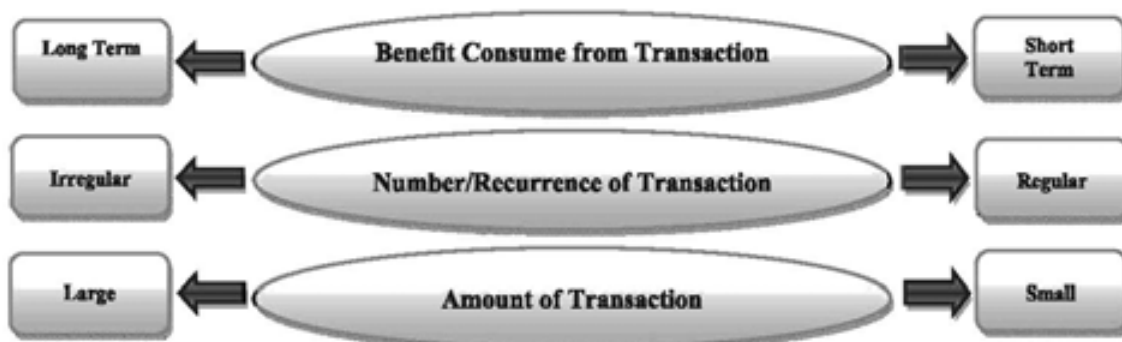 Long Term
Benefit Consume from Transaction
Short
Term
Irregular
Number/Recurrence of Transaction
Regular
Large
Amount of Transaction
Small